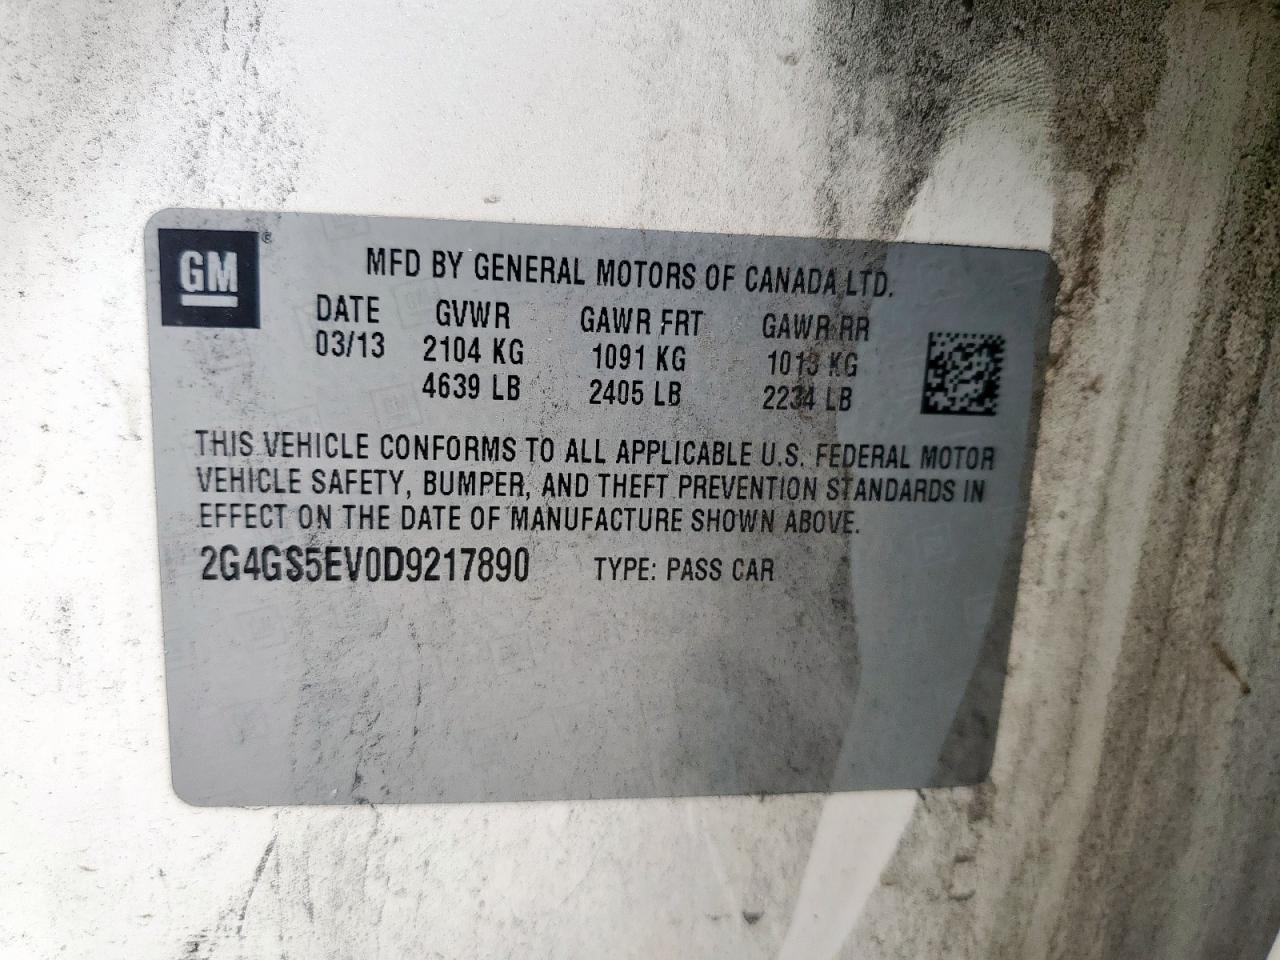 GM®
MFD BY GENERAL MOTORS OF CANADA LTD.
DATE GVWR GAWR FRT GAWR RR
03/13 2104 KG 1091 KG 1013 KG
4639 LB 2405 LB 2234 LB
THIS VEHICLE CONFORMS TO ALL APPLICABLE U.S. FEDERAL MOTOR
VEHICLE SAFETY, BUMPER, AND THEFT PREVENTION STANDARDS IN
EFFECT ON THE DATE OF MANUFACTURE SHOWN ABOVE.
2G4GS5EV0D9217890 TYPE: PASS CAR